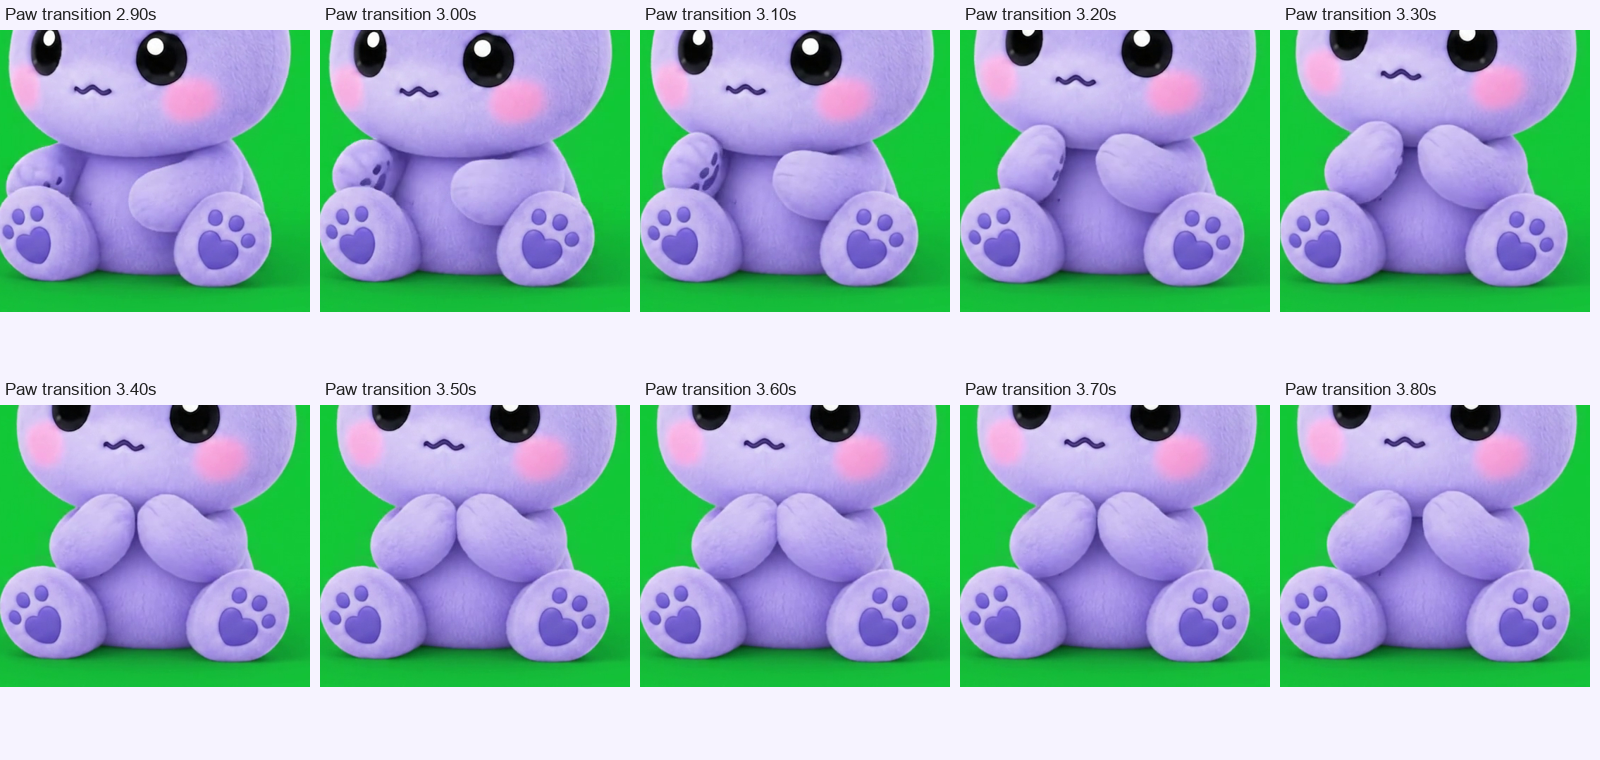 Paw transition 2.90s
Paw transition 3.00s
Paw transition 3.10s
Paw transition 3.20s
Paw transition 3.30s
Paw transition 3.40s
Paw transition 3.50s
Paw transition 3.60s
Paw transition 3.70s
Paw transition 3.80s